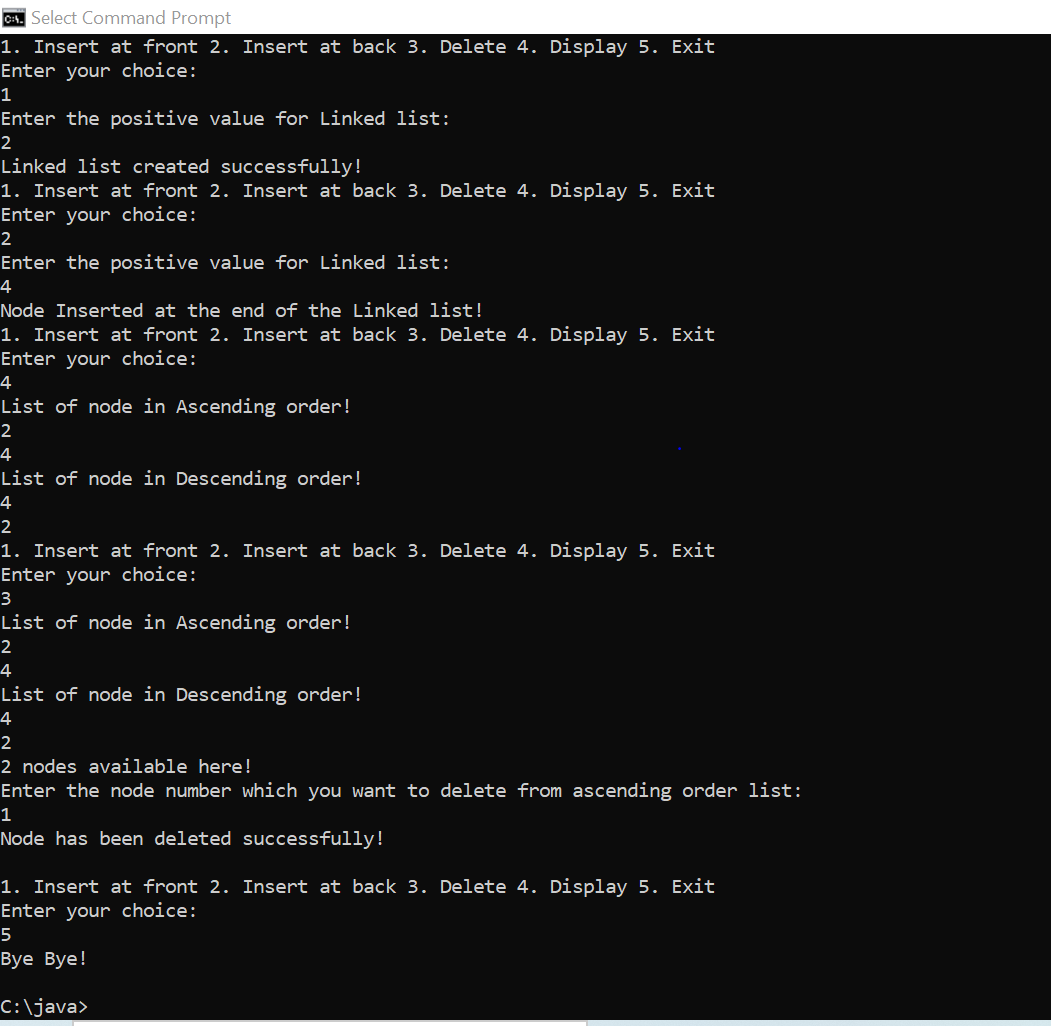 Select Command Prompt
1. Insert at front 2. Insert at back 3. Delete 4. Display 5. Exit
Enter your choice:
1
Enter the positive value for Linked list:
2
Linked list created successfully!
1. Insert at front 2. Insert at back 3. Delete 4. Display 5. Exit
Enter your choice:
2
Enter the positive value for Linked list:
4
Node Inserted at the end of the Linked list!
1. Insert at front 2. Insert at back 3. Delete 4. Display 5. Exit
Enter your choice:
4
List of node in Ascending order!
2
4
List of node in Descending order!
4
2
1. Insert at front 2. Insert at back 3. Delete 4. Display 5. Exit
Enter your choice:
3
List of node in Ascending order!
2
4
List of node in Descending order!
4
2
2 nodes available here!
Enter the node number which you want to delete from ascending order list:
1
Node has been deleted successfully!
1. Insert at front 2. Insert at back 3. Delete 4. Display 5. Exit
Enter your choice:
5
Bye Bye!
C:\java>